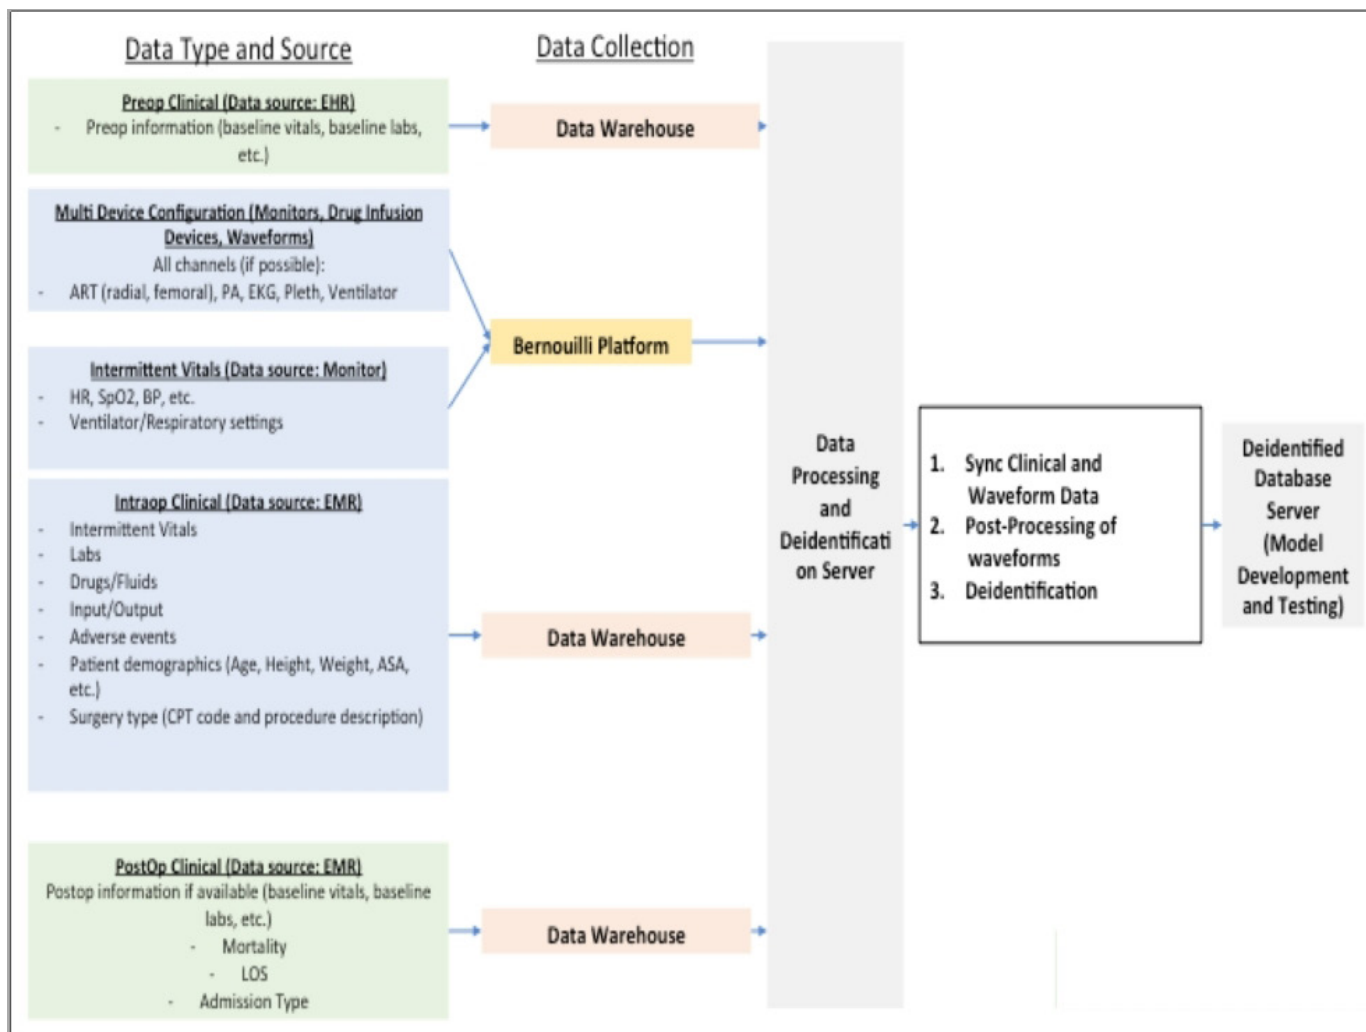 Data Type and Source
Data Collection
Preop Clinical (Data source: EHR)
- Preop information (baseline vitals, baseline labs,
etc.)
Data Warehouse
Multi Device Configuration (Monitors, Drug Infusion
Devices, Waveforms)
All channels (if possible):
- ART (radial, femoral), PA, EKG, Pleth, Ventilator
Bernouilli Platform
Intermittent Vitals (Data source: Monitor)
- HR, SpO2, BP, etc.
- Ventilator/Respiratory settings
Intraop Clinical (Data source: EMR)
- Intermittent Vitals
- Labs
- Drugs/Fluids
- Input/Output
- Adverse events
- Patient demographics (Age, Height, Weight, ASA,
etc.)
- Surgery type (CPT code and procedure description)
Data Warehouse
PostOp Clinical (Data source: EMR)
Postop information if available (baseline vitals, baseline
labs, etc.)
- Mortality
- LOS
- Admission Type
Data Warehouse
Data
Processing
and
Deidentificati
on Server
1. Sync Clinical and
Waveform Data
2. Post-Processing of
waveforms
3. Deidentification
Deidentified
Database
Server
(Model
Development
and Testing)